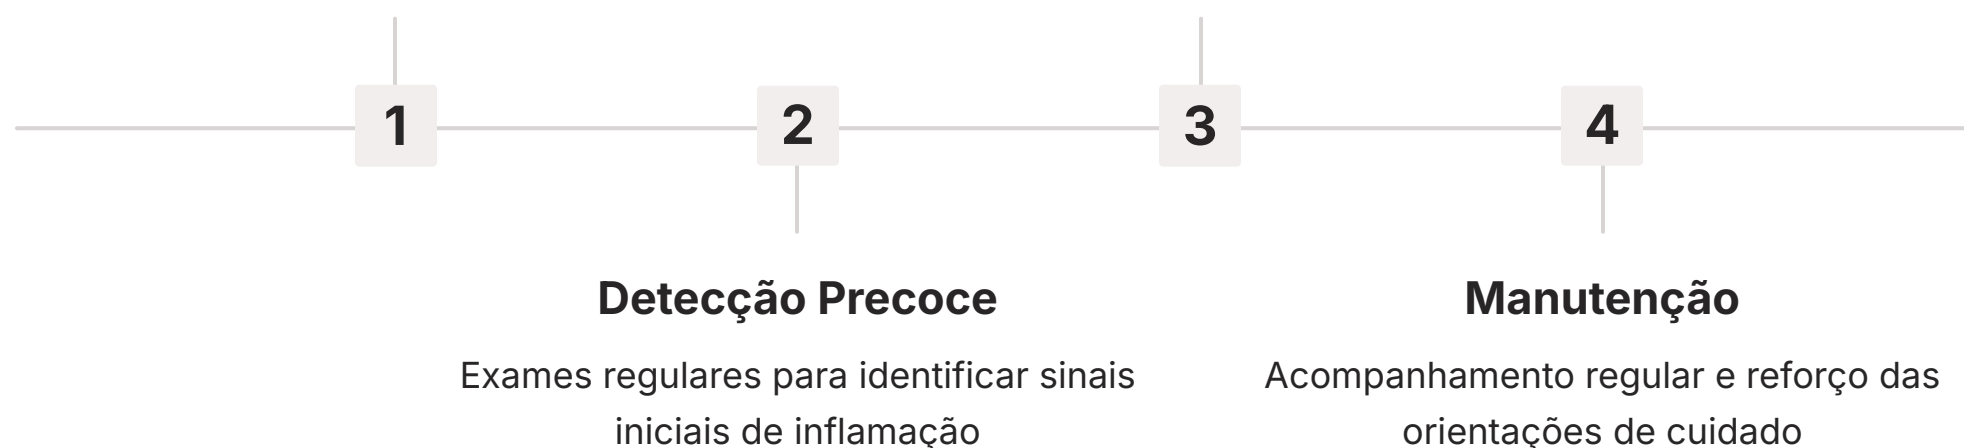 1
2
3
4
Detecção Precoce
Exames regulares para identificar sinais
iniciais de inflamação
Manutenção
Acompanhamento regular e reforço das
orientações de cuidado